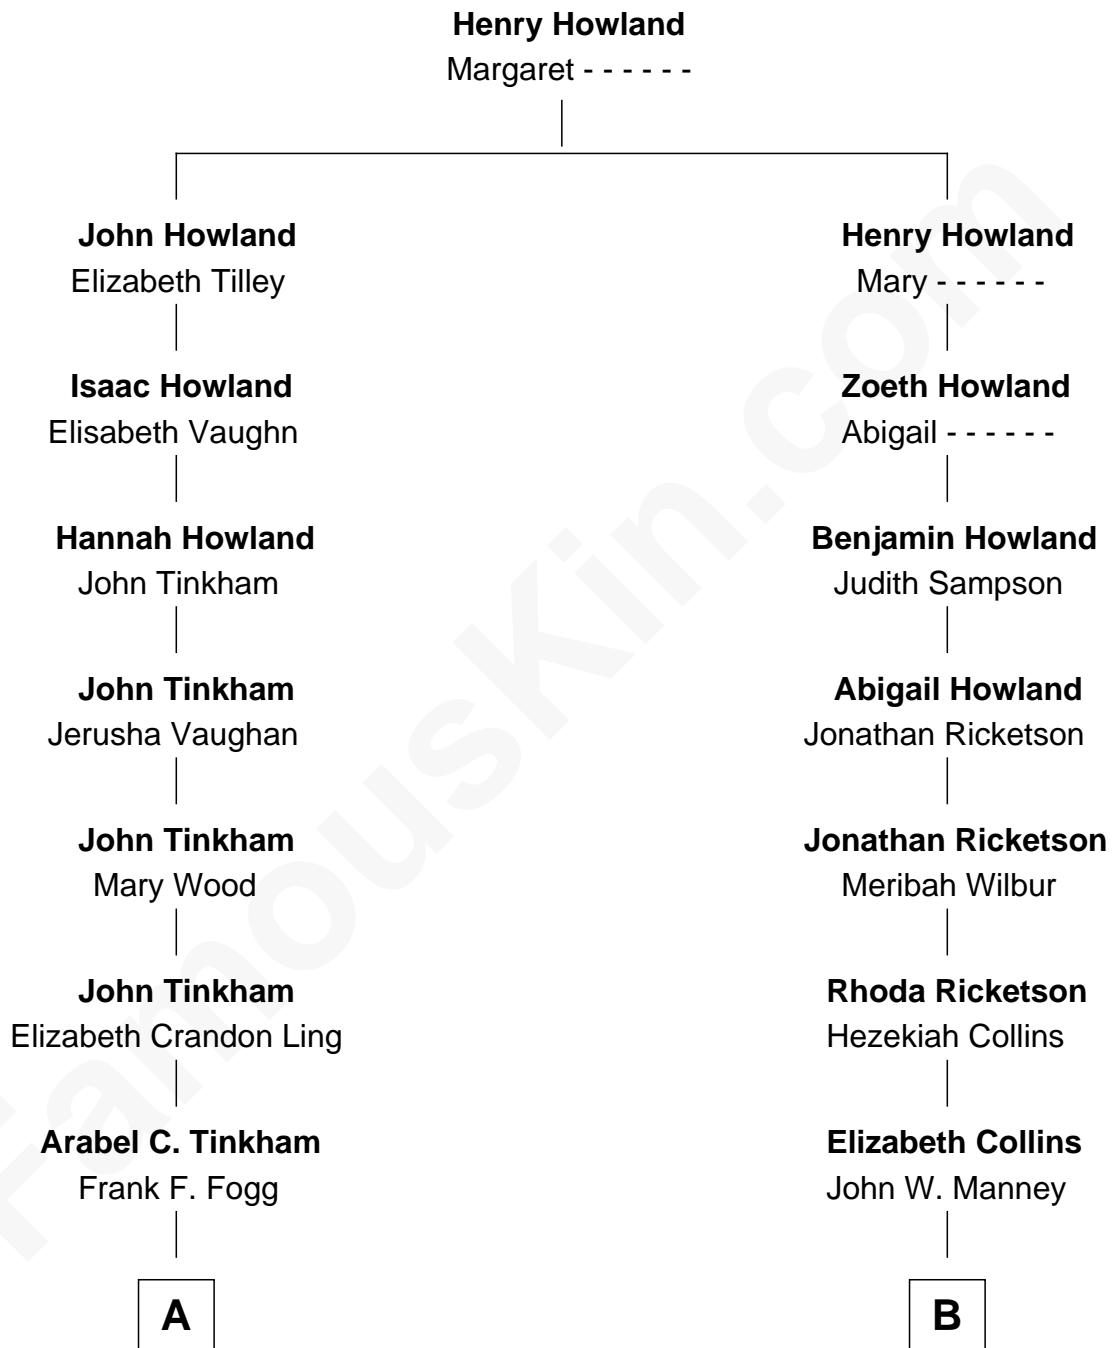 Henry Howland
Margaret - - - - - -
John Howland
Elizabeth Tilley
Henry Howland
Mary - - - - - -
Isaac Howland
Elisabeth Vaughn
Zoeth Howland
Abigail - - - - - -
Hannah Howland
John Tinkham
Benjamin Howland
Judith Sampson
John Tinkham
Jerusha Vaughan
Abigail Howland
Jonathan Ricketson
John Tinkham
Mary Wood
Jonathan Ricketson
Meribah Wilbur
John Tinkham
Elizabeth Crandon Ling
Rhoda Ricketson
Hezekiah Collins
Arabel C. Tinkham
Frank F. Fogg
Elizabeth Collins
John W. Manney
A
B
FamousKin.com